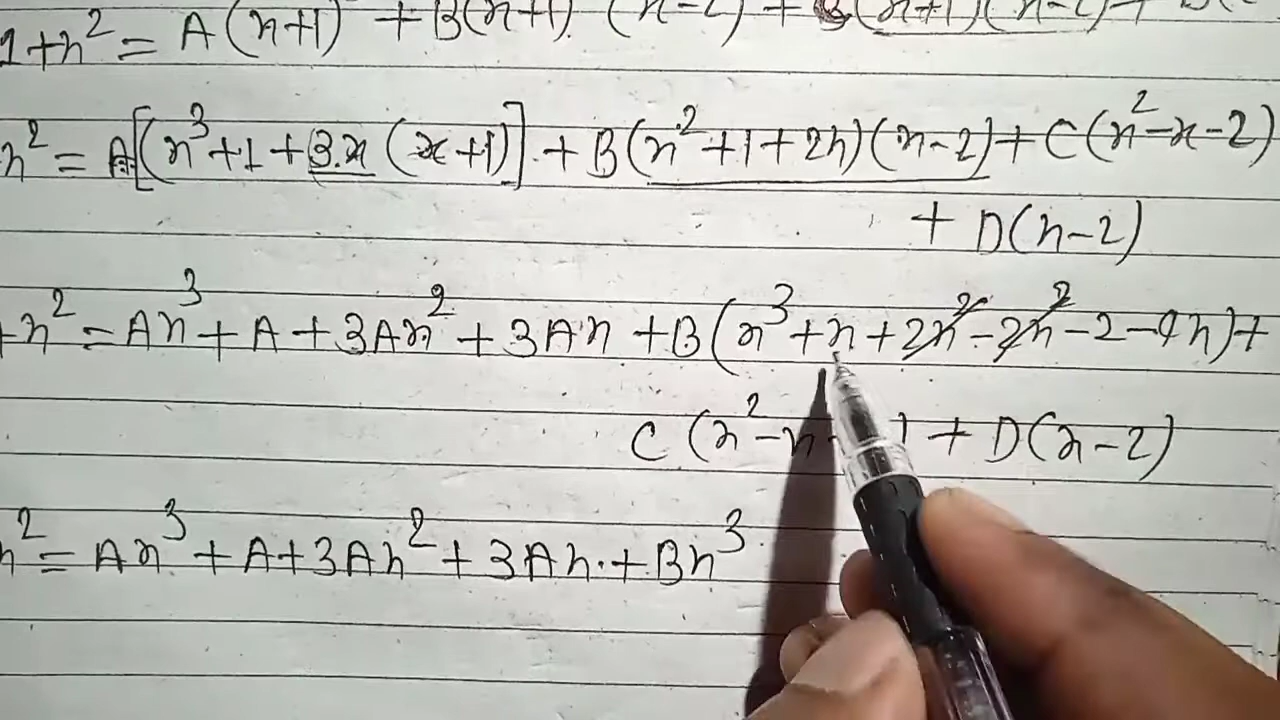 1+x² = A(x+1) + B(x+1) (x-2) + (x+1)(x-2)+
x² = A[(x³+1+3.x(x+1)] + B(x²+1+2x)(x-2)+C(x²-x-2)
+ D(x-2)
+x² = Ax³+A+3Ax²+3Ax+B(x³+x+2x²-2x²-2-4x)+
C(x²-x- ) + D(x-2)
x² = Ax³+A+3Ax²+3Ax.+Bx³